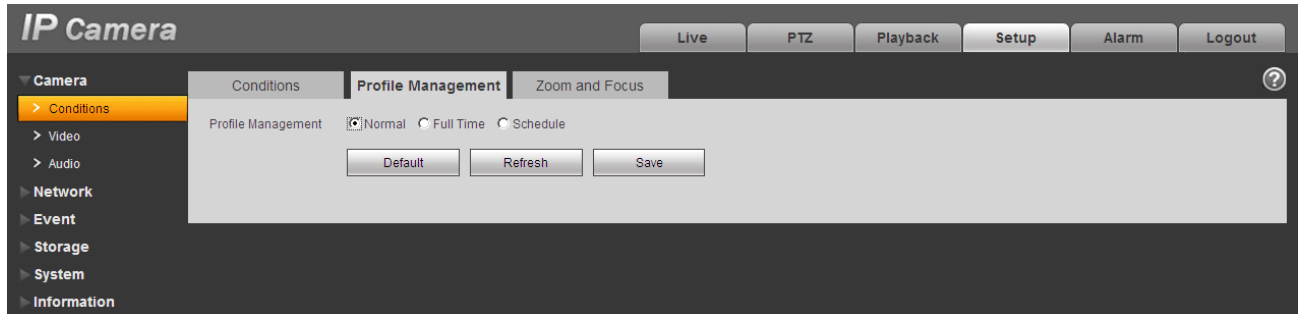 IP Camera
Live PTZ Playback Setup Alarm Logout
Camera
> Conditions
> Video
> Audio
Network
Event
Storage
System
Information
Conditions Profile Management Zoom and Focus
?
Profile Management Normal Full Time Schedule
Default Refresh Save